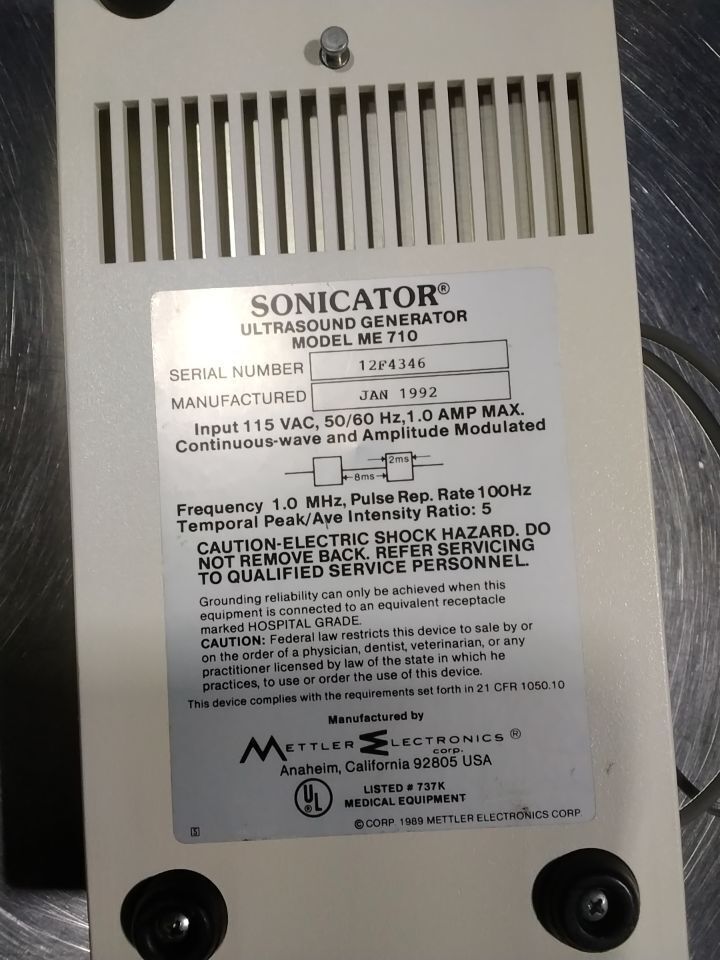 SONICATOR®
ULTRASOUND GENERATOR
MODEL ME 710
SERIAL NUMBER 12F4346
MANUFACTURED JAN 1992
Input 115 VAC, 50/60 Hz,1.0 AMP MAX.
Continuous-wave and Amplitude Modulated
2ms
8ms
Frequency 1.0 MHz, Pulse Rep. Rate 100Hz
Temporal Peak/Ave Intensity Ratio: 5
CAUTION-ELECTRIC SHOCK HAZARD. DO
NOT REMOVE BACK. REFER SERVICING
TO QUALIFIED SERVICE PERSONNEL.
Grounding reliability can only be achieved when this
equipment is connected to an equivalent receptacle
marked HOSPITAL GRADE.
CAUTION: Federal law restricts this device to sale by or
on the order of a physician, dentist, veterinarian, or any
practitioner licensed by law of the state in which he
practices, to use or order the use of this device.
This device complies with the requirements set forth in 21 CFR 1050.10
Manufactured by
METTLER ELECTRONICS®
corp.
Anaheim, California 92805 USA
UL
LISTED # 737K
MEDICAL EQUIPMENT
© CORP. 1989 METTLER ELECTRONICS CORP.